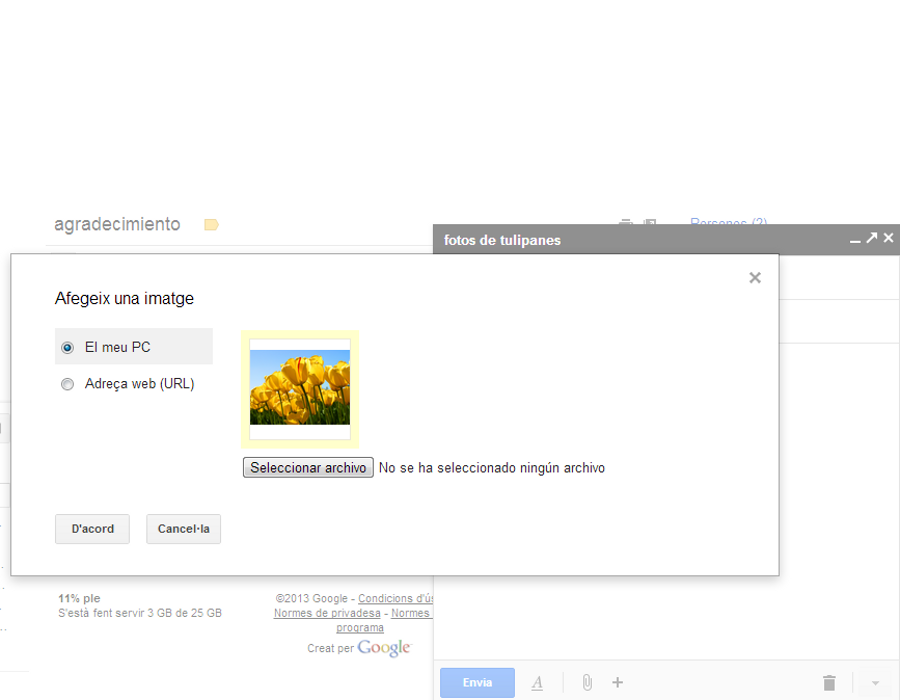 agradecimiento
Persones (2)
fotos de tulipanes
Afegeix una imatge
El meu PC
Adreça web (URL)
Seleccionar archivo No se ha seleccionado ningún archivo
D'acord Cancel·la
11% ple
S'està fent servir 3 GB de 25 GB
©2013 Google - Condicions d'ús
Normes de privadesa - Normes
programa
Creat per Google
Envia
A